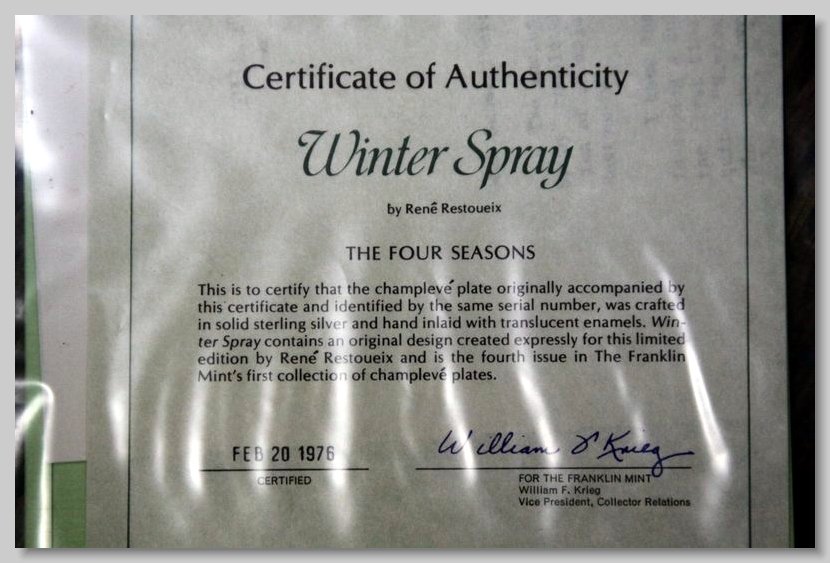 Certificate of Authenticity
Winter Spray
by René Restoueix
THE FOUR SEASONS
This is to certify that the champlevé plate originally accompanied by
this certificate and identified by the same serial number, was crafted
in solid sterling silver and hand inlaid with translucent enamels. Win-
ter Spray contains an original design created expressly for this limited
edition by René Restoueix and is the fourth issue in The Franklin
Mint's first collection of champlevé plates.
FEB 20 1976
CERTIFIED
William F Krieg
FOR THE FRANKLIN MINT
William F. Krieg
Vice President, Collector Relations